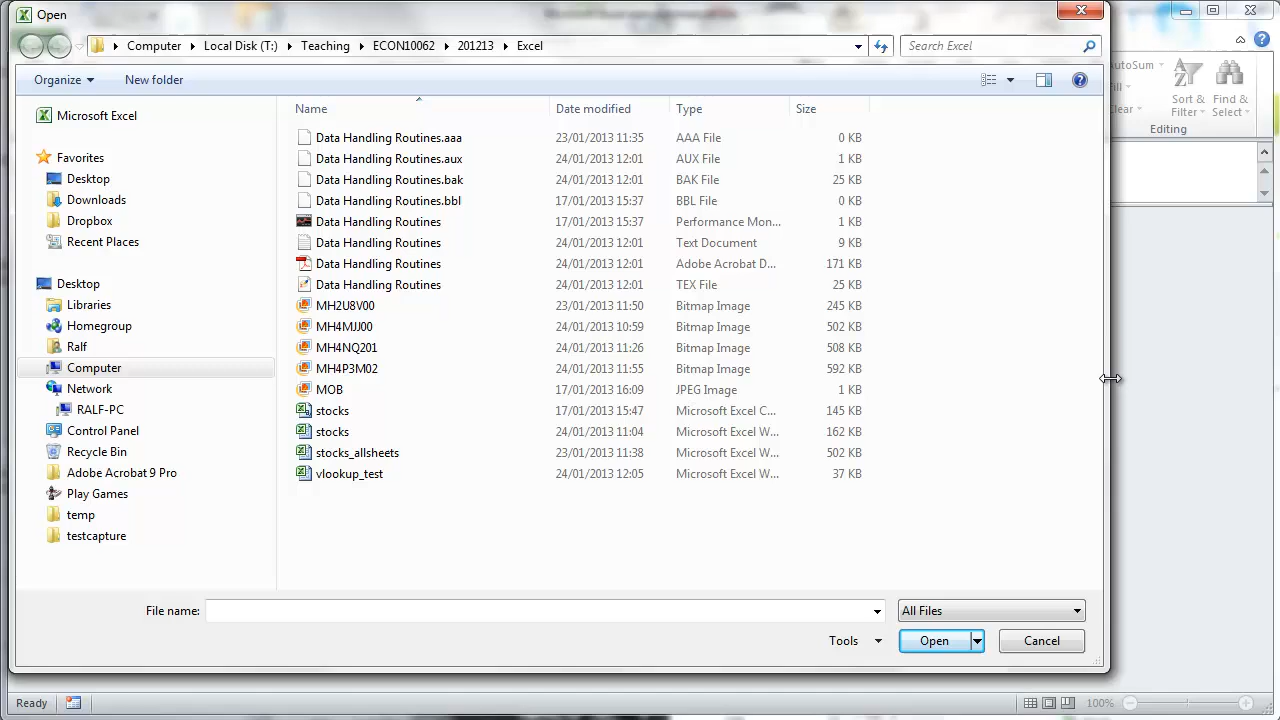 Open
Computer Local Disk (T:) Teaching ECON10062 201213 Excel Search Excel
Organize New folder
Name Date modified Type Size
Microsoft Excel
Favorites
Desktop
Downloads
Dropbox
Recent Places
Desktop
Libraries
Homegroup
Ralf
Computer
Network
RALF-PC
Control Panel
Recycle Bin
Adobe Acrobat 9 Pro
Play Games
temp
testcapture
Data Handling Routines.aaa 23/01/2013 11:35 AAA File 0 KB
Data Handling Routines.aux 24/01/2013 12:01 AUX File 1 KB
Data Handling Routines.bak 24/01/2013 12:01 BAK File 25 KB
Data Handling Routines.bbl 17/01/2013 15:37 BBL File 0 KB
Data Handling Routines 17/01/2013 15:37 Performance Mon... 1 KB
Data Handling Routines 24/01/2013 12:01 Text Document 9 KB
Data Handling Routines 24/01/2013 12:01 Adobe Acrobat D... 171 KB
Data Handling Routines 24/01/2013 12:01 TEX File 25 KB
MH2U8V00 23/01/2013 11:50 Bitmap Image 245 KB
MH4MJJ00 24/01/2013 10:59 Bitmap Image 502 KB
MH4NQ201 24/01/2013 11:26 Bitmap Image 508 KB
MH4P3M02 24/01/2013 11:55 Bitmap Image 592 KB
MOB 17/01/2013 16:09 JPEG Image 1 KB
stocks 17/01/2013 15:47 Microsoft Excel C... 145 KB
stocks 24/01/2013 11:04 Microsoft Excel W... 162 KB
stocks_allsheets 23/01/2013 11:38 Microsoft Excel W... 502 KB
vlookup_test 24/01/2013 12:05 Microsoft Excel W... 37 KB
File name: All Files
Tools Open Cancel
utoSum
ill
lear
Sort & Filter
Find & Select
Editing
Ready 100%